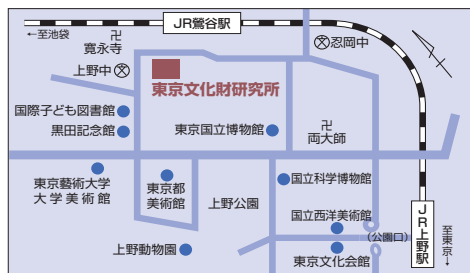 JR鶯谷駅
←至池袋
卍
寛永寺
文忍岡中
上野中文
東京文化財研究所
国際子ども図書館
黒田記念館
東京国立博物館
卍
両大師
東京藝術大学
大学美術館
東京都
美術館
上野公園
国立科学博物館
国立西洋美術館
(公園口)
JR上野駅
至東京→
上野動物園
東京文化会館